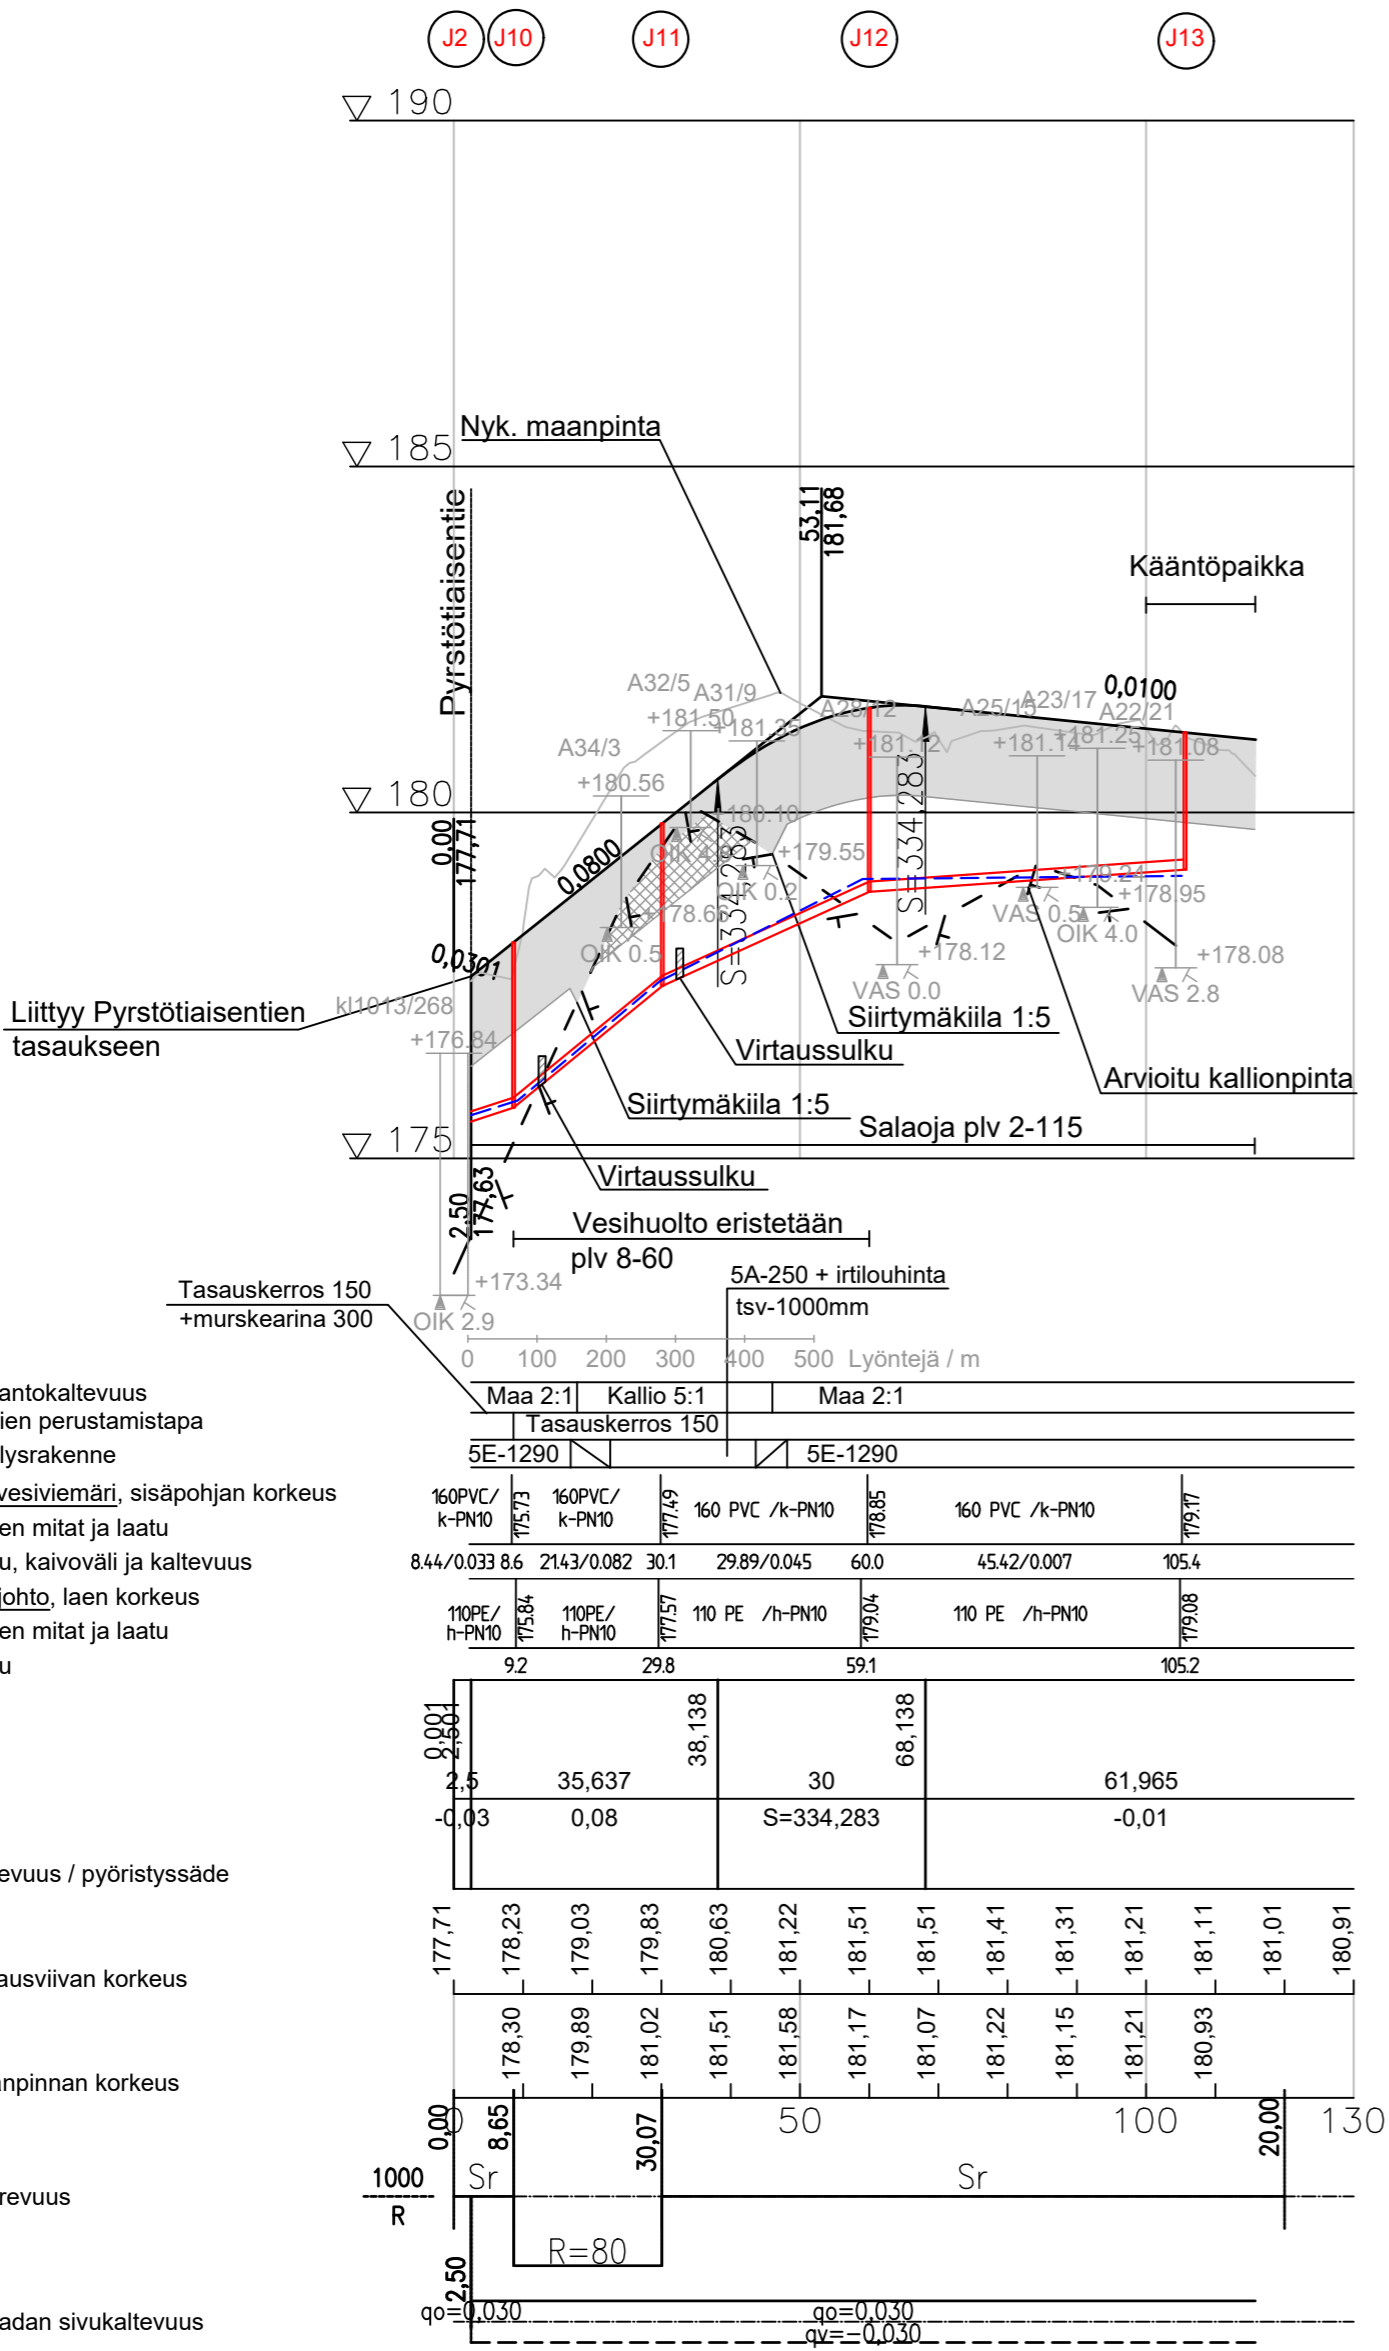 J2 J10 J11 J12 J13
190
185
Nyk. maanpinta
Pyrstötiaisentie
53,11
181,68
Kääntöpaikka
A32/5
A31/9
+181.50
+181.35
A28/12
A25/15
A23/17
0,0100
A22/21
A34/3
+180.56
+181.12
+181.14
+181.25
+181.08
180
0,00
177,71
0,0800
+180.10
+179.55
OIK 0.2
S=334,283
S=334,283
+179.24
+178.95
VAS 0.5
OIK 4.0
+178.66
OIK 0.5
+178.12
VAS 0.0
+178.08
VAS 2.8
0,0301
kl1013/268
Liittyy Pyrstötiaisentien
tasaukseen
+176.84
Siirtymäkiila 1:5
Virtaussulku
Arvioitu kallionpinta
Siirtymäkiila 1:5
Salaoja plv 2-115
175
Virtaussulku
2,50
177,63
Vesihuolto eristetään
plv 8-60
+173.34
OIK 2.9
Tasauskerros 150
+murskearina 300
5A-250 + irtilouhinta
tsv-1000mm
0 100 200 300 400 500 Lyöntejä / m
antokaltevuus Maa 2:1 Kallio 5:1 Maa 2:1
ien perustamistapa Tasauskerros 150
lysrakenne 5E-1290 5E-1290
vesiviemäri, sisäpohjan korkeus 175.73 177.49 178.85 179.17
en mitat ja laatu 160PVC/ k-PN10 160PVC/ k-PN10 160 PVC /k-PN10 160 PVC /k-PN10
u, kaivoväli ja kaltevuus 8.44/0.033 8.6 21.43/0.082 30.1 29.89/0.045 60.0 45.42/0.007 105.4
johto, laen korkeus 175.84 177.57 179.04 179.08
en mitat ja laatu 110PE/ h-PN10 110PE/ h-PN10 110 PE /h-PN10 110 PE /h-PN10
u 9.2 29.8 59.1 105.2
0,001 2,501 38,138 68,138
2,5 35,637 30 61,965
-0,03 0,08 S=334,283 -0,01
evuus / pyöristyssäde
177,71 178,23 179,03 179,83 180,63 181,22 181,51 181,51 181,41 181,31 181,21 181,11 181,01 180,91
ausviivan korkeus
178,30 179,89 181,02 181,51 181,58 181,17 181,07 181,22 181,15 181,21 180,93
anpinnan korkeus
0 50 100 130
0,00 8,65 30,07 20,00
1000
R
Sr Sr
revuus
R=80
2,50
qo=0,030 qo=0,030
adan sivukaltevuus
qv=-0,030